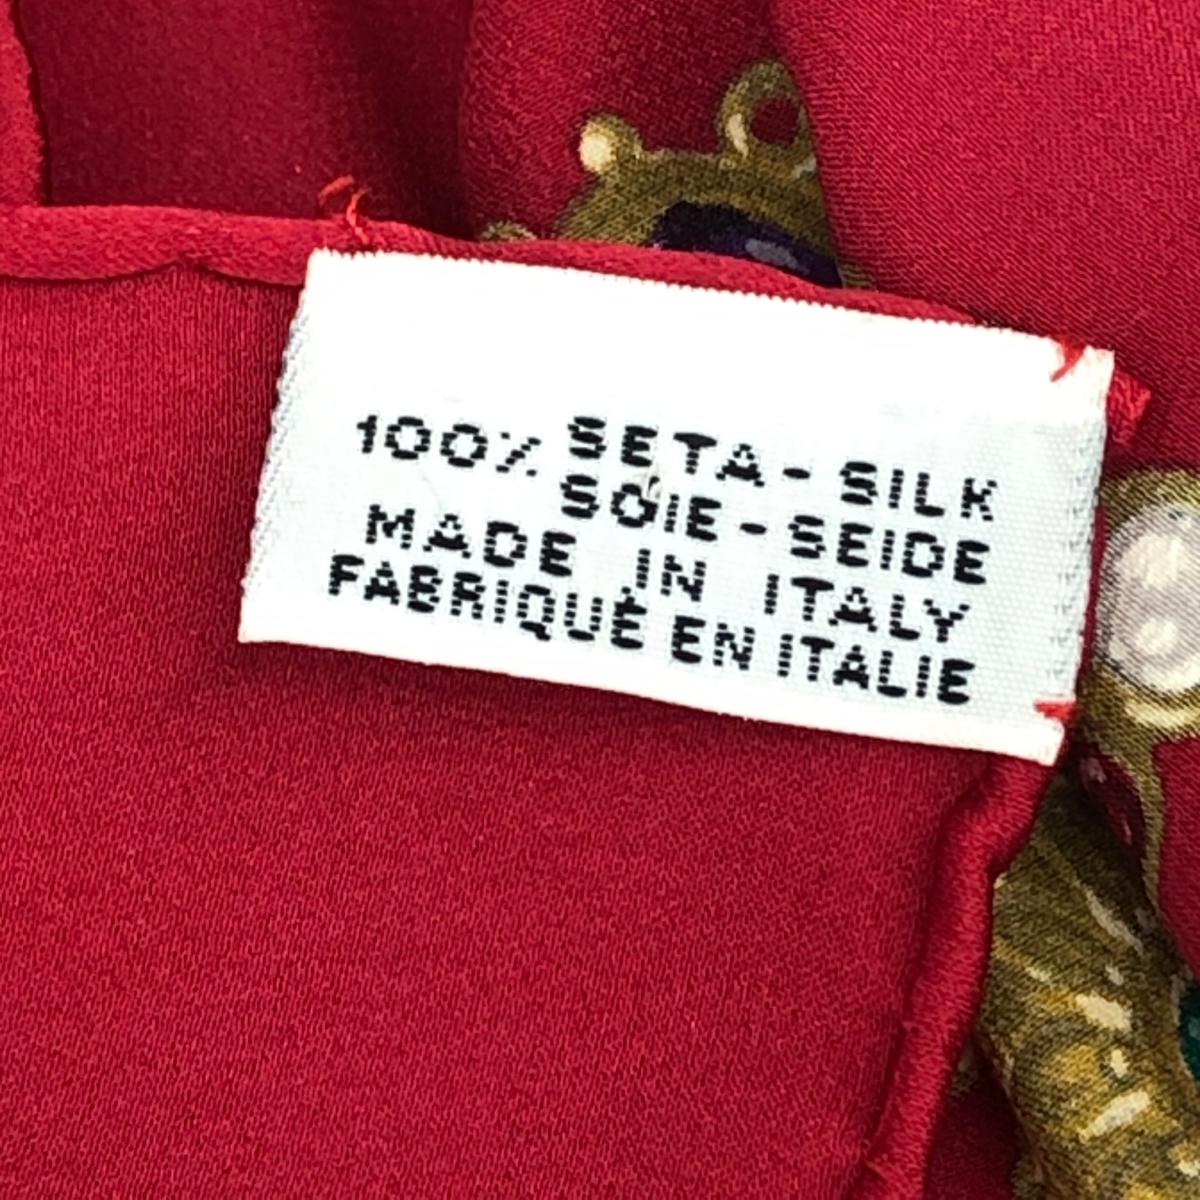 100% SETA - SILK
SOIE - SEIDE
MADE IN ITALY
FABRIQUÉ EN ITALIE